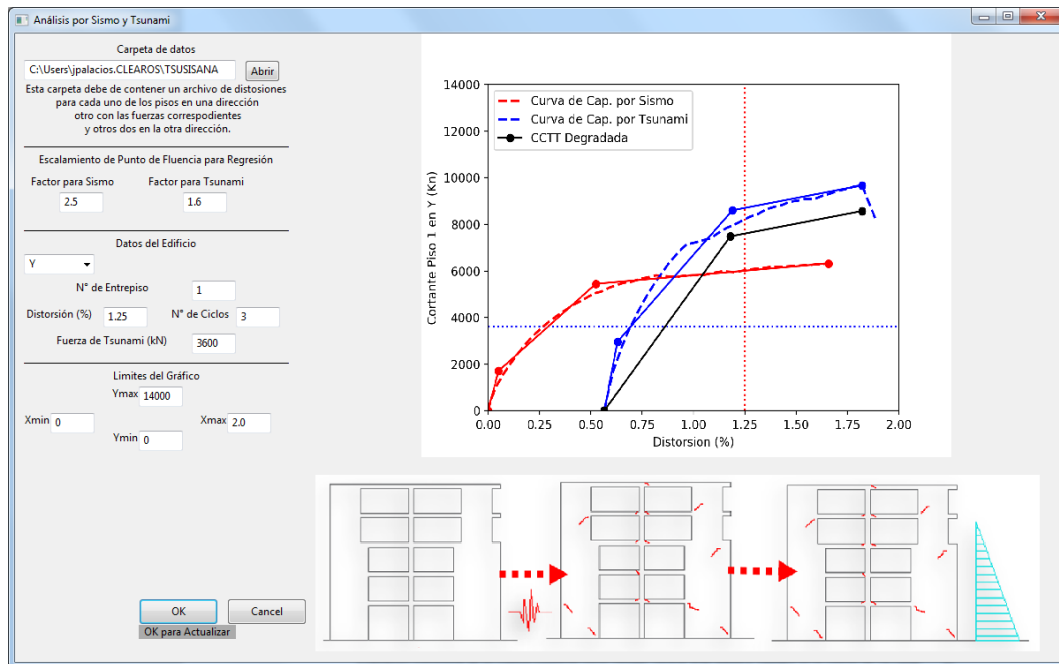 Análisis por Sismo y Tsunami
Carpeta de datos
C:\Users\jpalacios.CLEAROS\TSUSISANA
Abrir
Esta carpeta debe de contener un archivo de distosiones
para cada uno de los pisos en una dirección
otro con las fuerzas correspodientes
y otros dos en la otra dirección.
Escalamiento de Punto de Fluencia para Regresión
Factor para Sismo Factor para Tsunami
2.5 1.6
Datos del Edificio
Y
N° de Entrepiso 1
Distorsión (%) 1.25 N° de Ciclos 3
Fuerza de Tsunami (kN) 3600
Limites del Gráfico
Ymax 14000
Xmin 0 Xmax 2.0
Ymin 0
OK Cancel
OK para Actualizar
Curva de Cap. por Sismo
Curva de Cap. por Tsunami
CCTT Degradada
Cortante Piso 1 en Y (Kn)
14000
12000
10000
8000
6000
4000
2000
0
0.00 0.25 0.50 0.75 1.00 1.25 1.50 1.75 2.00
Distorsion (%)